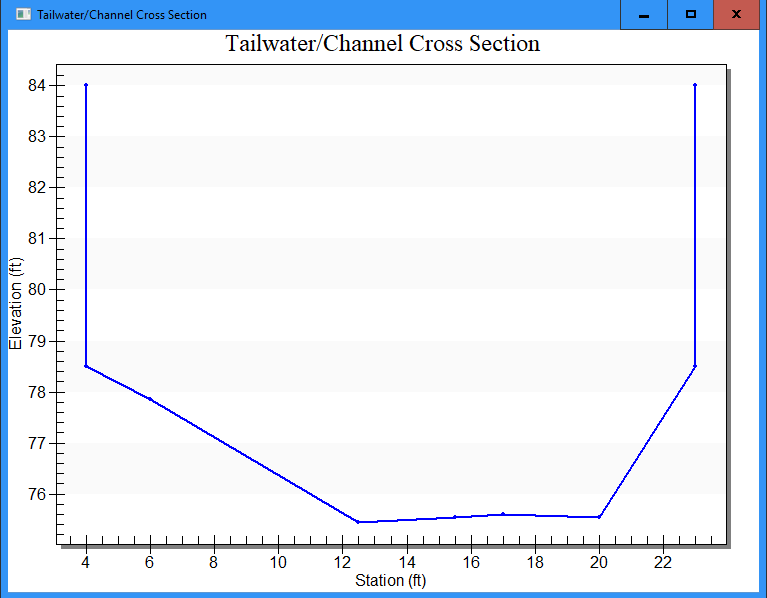 Tailwater/Channel Cross Section
Tailwater/Channel Cross Section
84
83
82
81
80
79
78
77
76
Elevation (ft)
4 6 8 10 12 14 16 18 20 22
Station (ft)